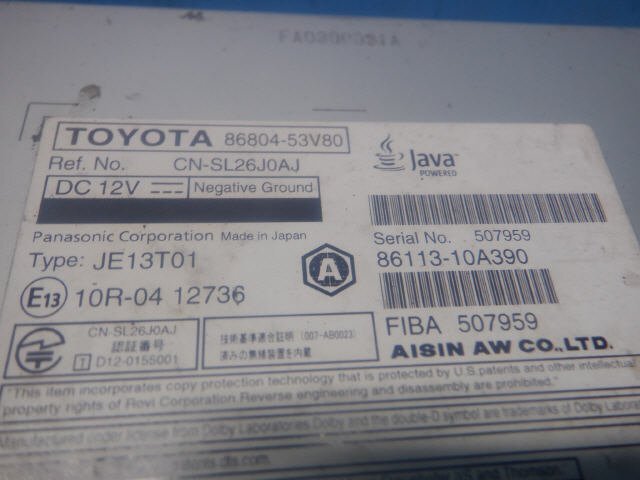 FA0300031A
TOYOTA 86804-53V80
Ref. No. CN-SL26J0AJ
DC 12V Negative Ground
Panasonic Corporation Made in Japan
Type: JE13T01
E13 10R-04 12736
CN-SL26J0AJ
認証番号
T D12-0155001
技術基準適合証明 (007-AB0023)
済みの無線装置を内蔵
Java
POWERED
Serial No. 507959
86113-10A390
A
FIBA 507959
AISIN AW CO.,LTD.
"This item incorporates copy protection technology that is protected by U.S. patents and other intellectual
property rights of Rovi Corporation. Reverse engineering and disassembly are prohibited."
Manufactured under license from Dolby Laboratories. Dolby and the double-D symbol are trademarks of Dolby Laboratories.